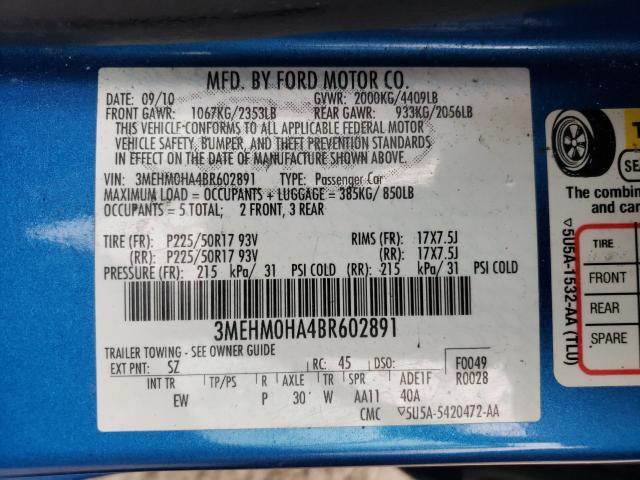 MFD. BY FORD MOTOR CO.
DATE: 09/10 GVWR: 2000KG/4409LB
FRONT GAWR: 1067KG/2353LB REAR GAWR: 933KG/2056LB
THIS VEHICLE CONFORMS TO ALL APPLICABLE FEDERAL MOTOR
VEHICLE SAFETY, BUMPER, AND THEFT PREVENTION STANDARDS
IN EFFECT ON THE DATE OF MANUFACTURE SHOWN ABOVE.
VIN: 3MEHM0HA4BR602891 TYPE: Passenger Car
MAXIMUM LOAD = OCCUPANTS + LUGGAGE = 385KG/ 850LB
OCCUPANTS = 5 TOTAL; 2 FRONT, 3 REAR
TIRE (FR): P225/50R17 93V RIMS (FR): 17X7.5J
(RR): P225/50R17 93V (RR): 17X7.5J
PRESSURE (FR): 215 kPa/ 31 PSI COLD (RR): 215 kPa/ 31 PSI COLD
3MEHM0HA4BR602891
TRAILER TOWING - SEE OWNER GUIDE
EXT PNT: SZ RC: 45 DSO: F0049
INT TR TP/PS R AXLE TR SPR ADE1F R0028
EW P 30 W AA11 40A
CMC 5U5A-5420472-AA
5U5A-1532-AA (TLU)
The combin
and car
TIRE
FRONT
REAR
SPARE